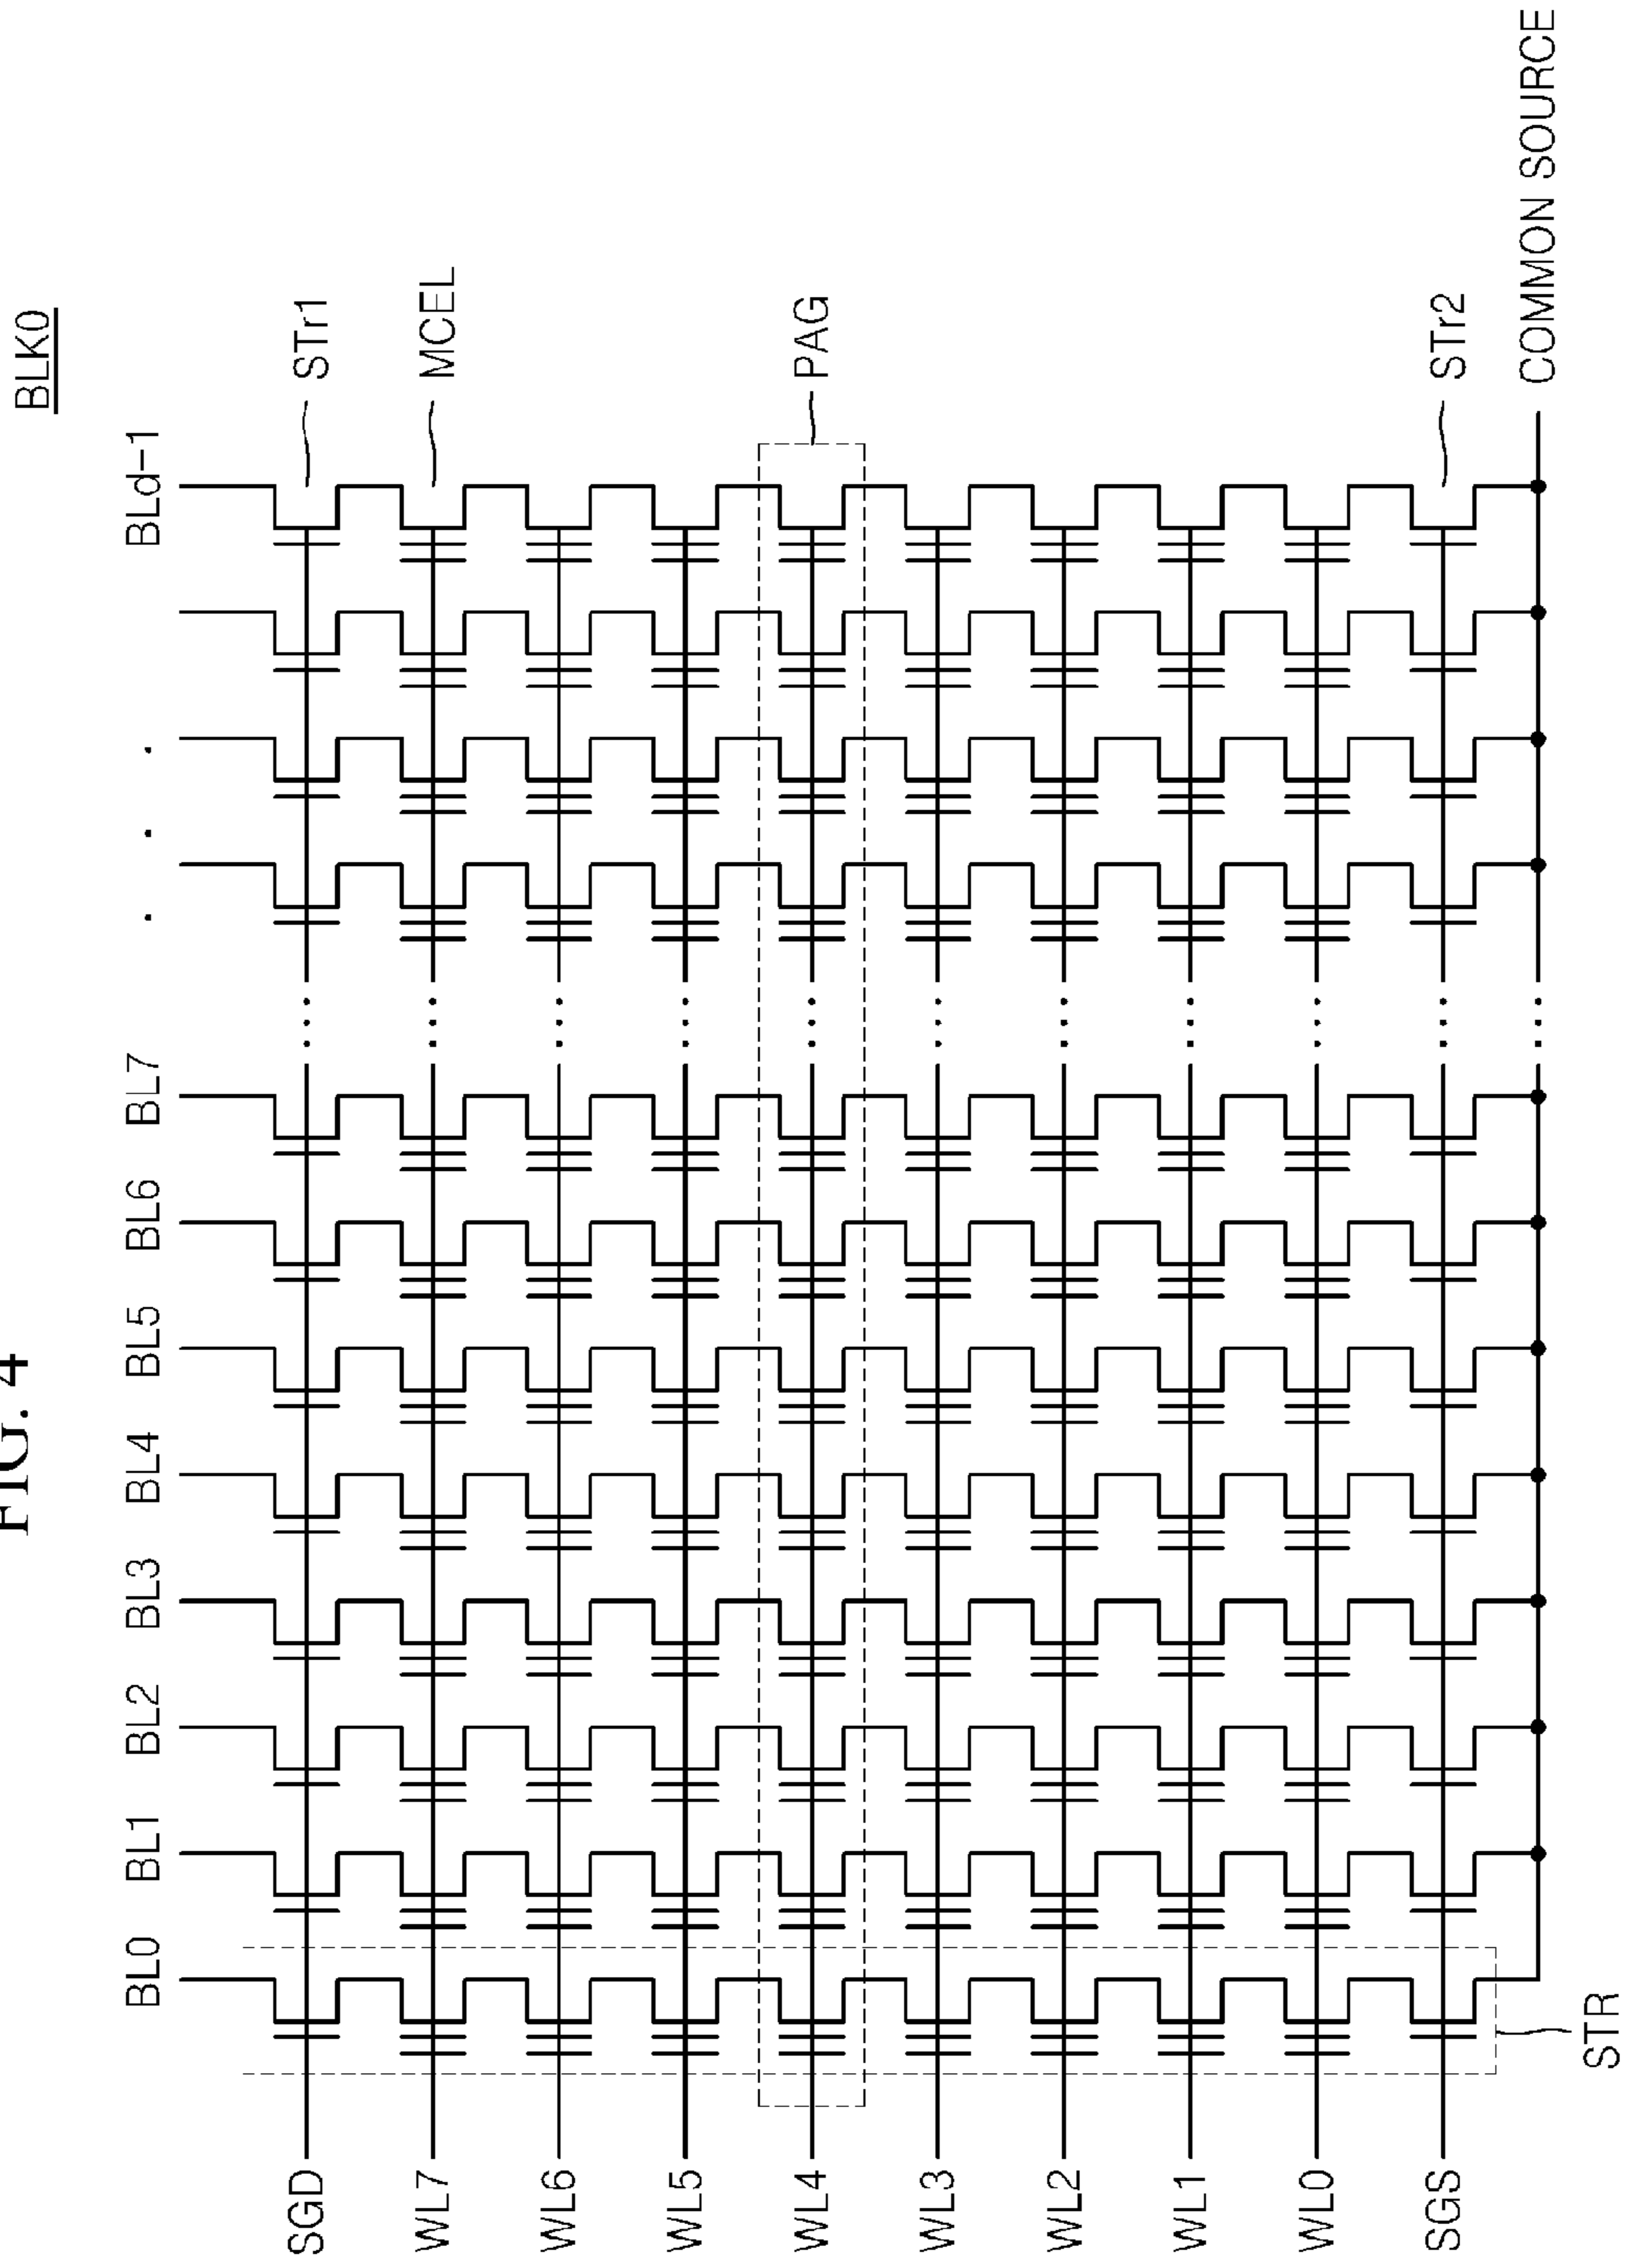 FIG. 4
BLK0
BL0 BL1 BL2 BL3 BL4 BL5 BL6 BL7 . . . BLd-1
SGD STr1
WL7 MCEL
WL6
WL5
WL4 PAG
WL3
WL2
WL1
WL0
SGS STr2
COMMON SOURCE
STR